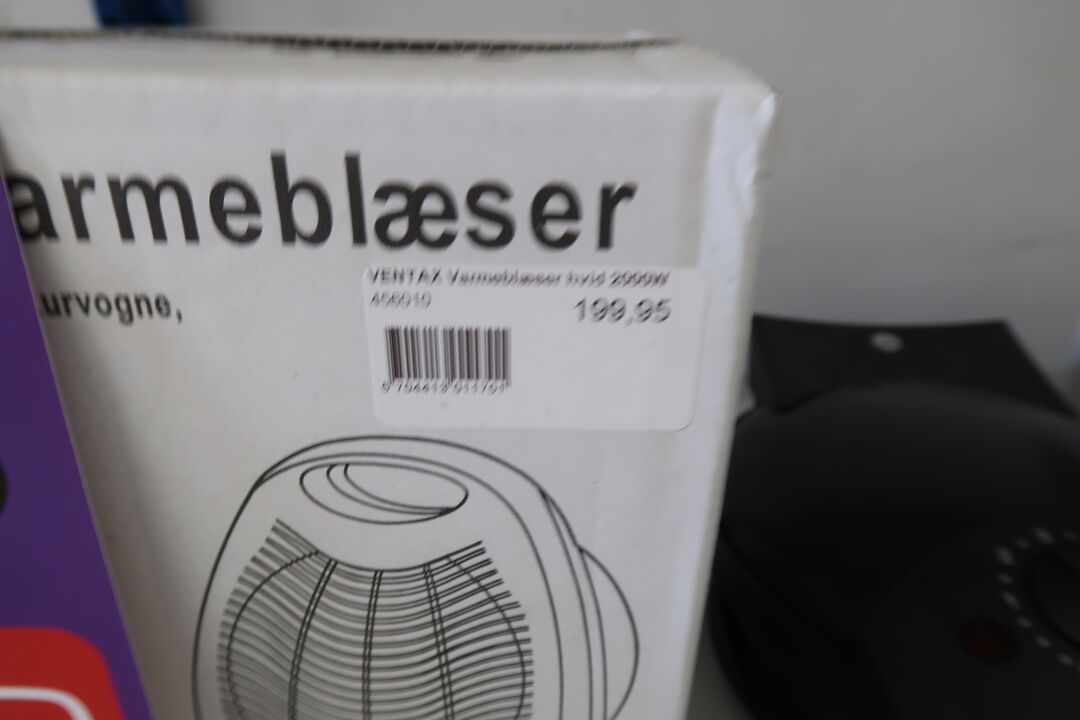 armeblæser
urvogne,
VENTAX Varmeblæser hvid 2000W
456010
199,95